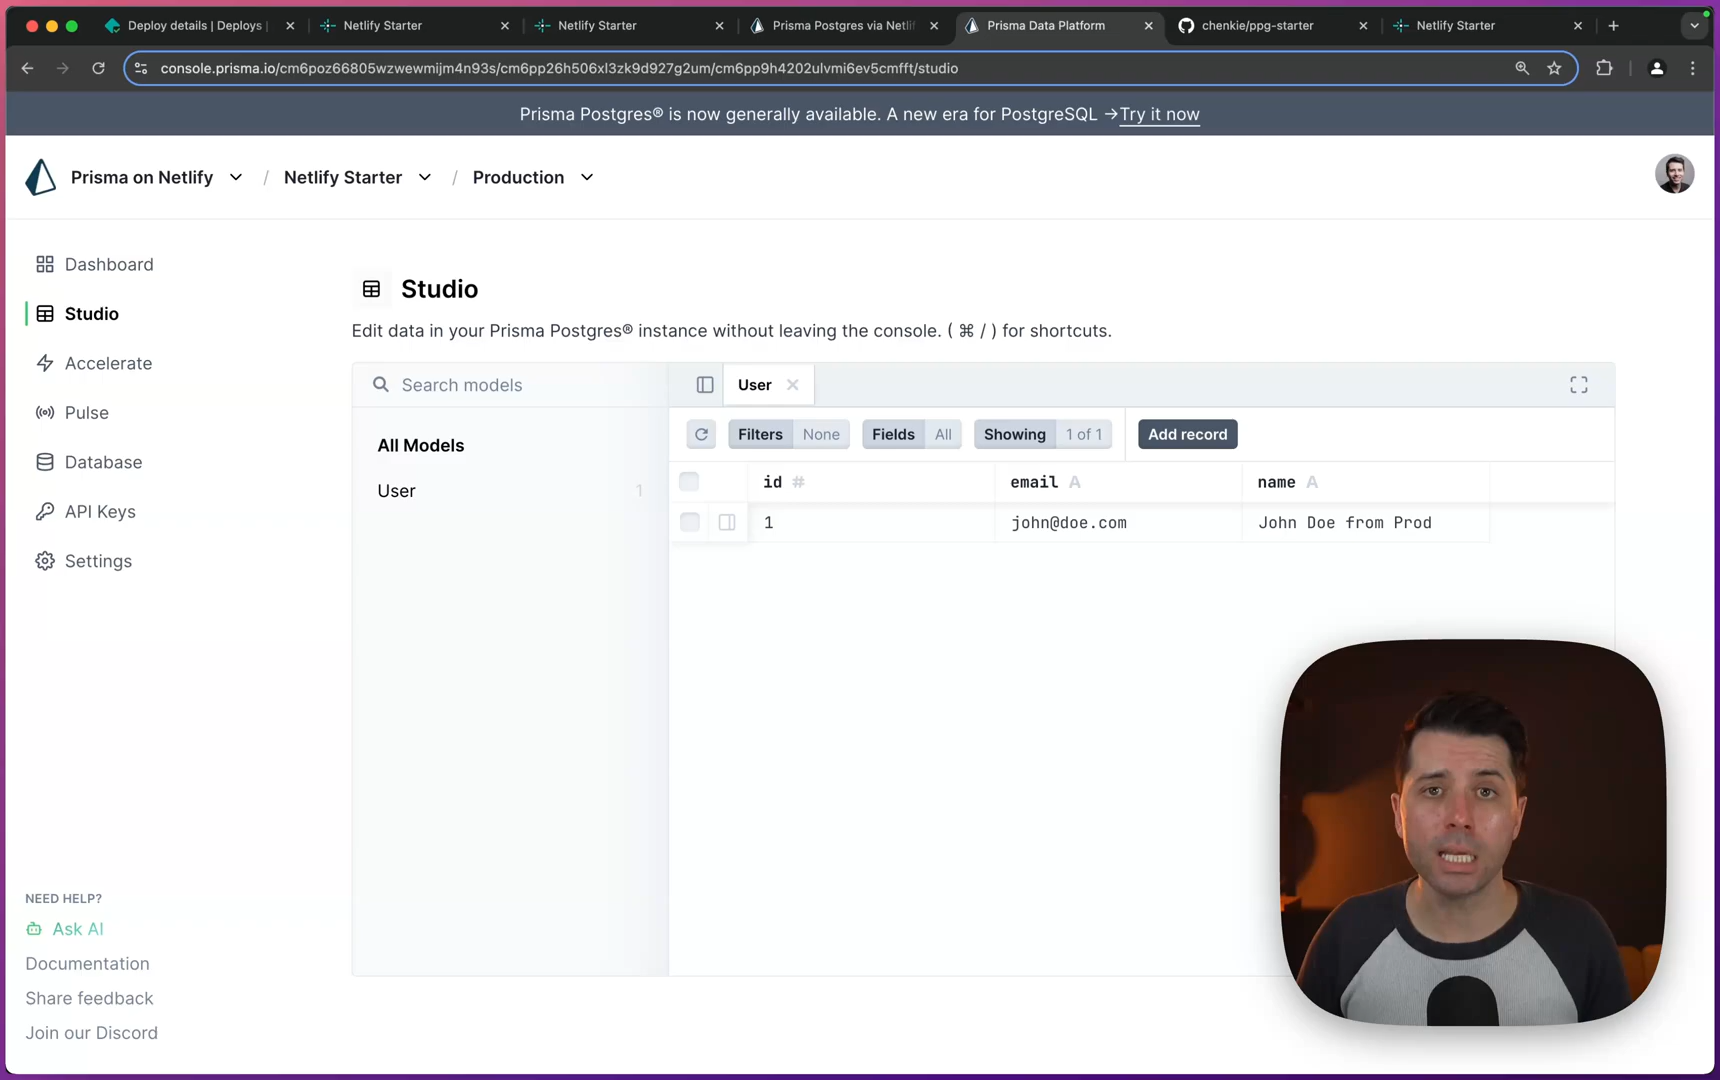 Deploy details | Deploys |
Netlify Starter
Netlify Starter
Prisma Postgres via Netlif
Prisma Data Platform
chenkie/ppg-starter
Netlify Starter
console.prisma.io/cm6poz66805wzwewmijm4n93s/cm6pp26h506xl3zk9d927g2um/cm6pp9h4202ulvmi6ev5cmfft/studio
Prisma Postgres® is now generally available. A new era for PostgreSQL →Try it now
Prisma on Netlify / Netlify Starter / Production
Dashboard
Studio
Accelerate
Pulse
Database
API Keys
Settings
NEED HELP?
Ask AI
Documentation
Share feedback
Join our Discord
Studio
Edit data in your Prisma Postgres® instance without leaving the console. ( ⌘ / ) for shortcuts.
Search models
All Models
User 1
User
Filters None Fields All Showing 1 of 1 Add record
id # email A name A
1 john@doe.com John Doe from Prod